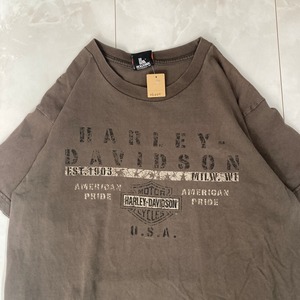 HARLEY-
DAVIDSON
EST. 1903 MILW. WI
AMERICAN AMERICAN
PRIDE PRIDE
MOTOR
HARLEY-DAVIDSON
CYCLES
U.S.A.